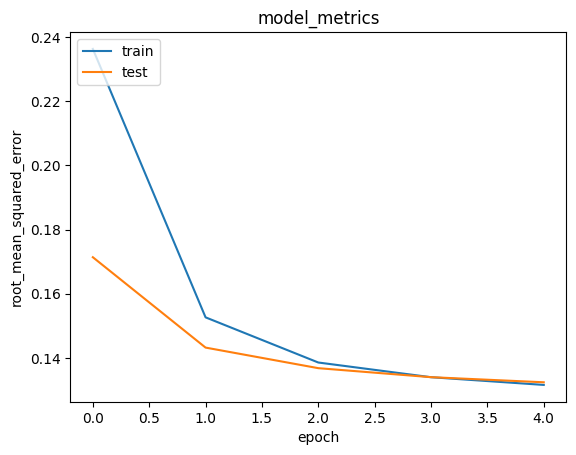 model_metrics
train
test
root_mean_squared_error
0.24
0.22
0.20
0.18
0.16
0.14
0.0 0.5 1.0 1.5 2.0 2.5 3.0 3.5 4.0
epoch